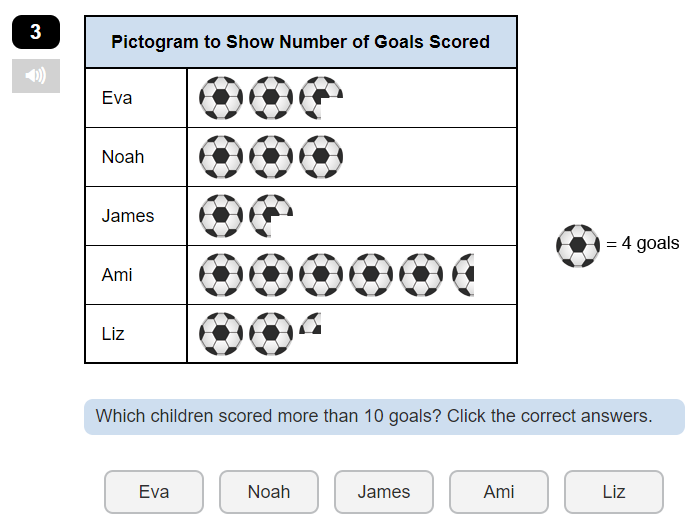 3
Pictogram to Show Number of Goals Scored
Eva
Noah
James
Ami
Liz
= 4 goals
Which children scored more than 10 goals? Click the correct answers.
Eva
Noah
James
Ami
Liz